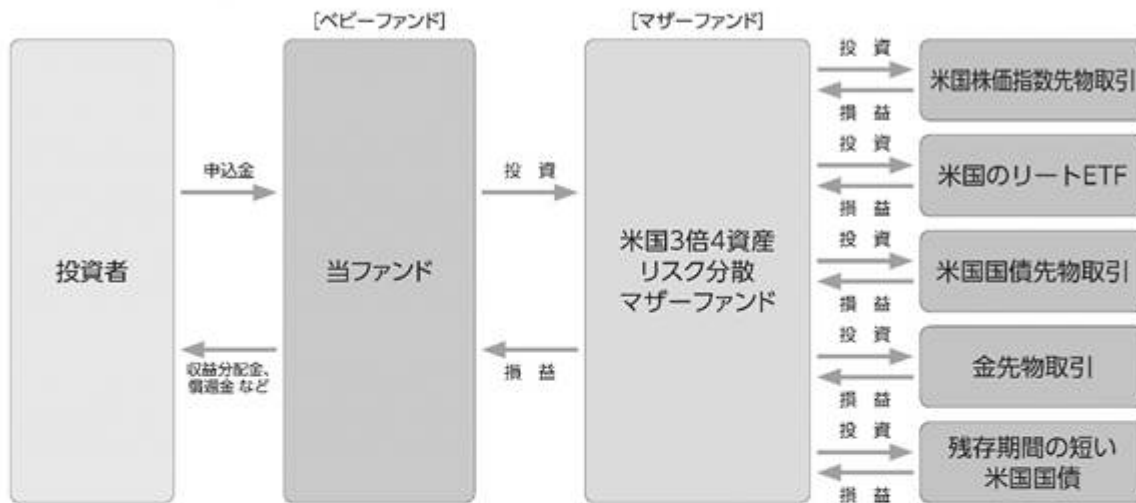 [ベビーファンド]
[マザーファンド]
投資者
申込金
収益分配金、
償還金 など
当ファンド
投 資
損 益
米国3倍4資産
リスク分散
マザーファンド
投 資
損 益
米国株価指数先物取引
投 資
損 益
米国のリートETF
投 資
損 益
米国国債先物取引
投 資
損 益
金先物取引
投 資
損 益
残存期間の短い
米国国債